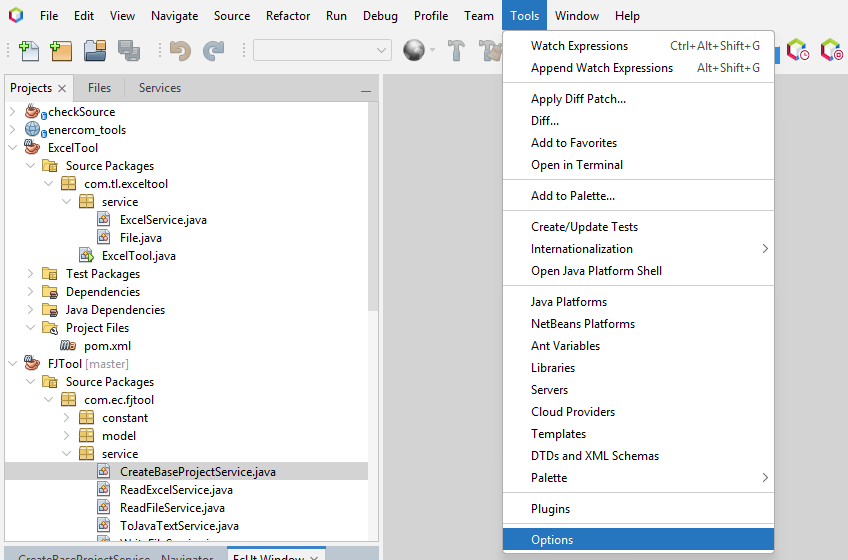 File Edit View Navigate Source Refactor Run Debug Profile Team Tools Window Help
Projects Files Services
checkSource
enercom_tools
ExcelTool
Source Packages
com.tl.exceltool
service
ExcelService.java
File.java
ExcelTool.java
Test Packages
Dependencies
Java Dependencies
Project Files
pom.xml
FJTool [master]
Source Packages
com.ec.fjtool
constant
model
service
CreateBaseProjectService.java
ReadExcelService.java
ReadFileService.java
ToJavaTextService.java
CreateBaseProjectService Navigator Window
Watch Expressions Ctrl+Alt+Shift+G
Append Watch Expressions Alt+Shift+G
Apply Diff Patch...
Diff...
Add to Favorites
Open in Terminal
Add to Palette...
Create/Update Tests
Internationalization
Open Java Platform Shell
Java Platforms
NetBeans Platforms
Ant Variables
Libraries
Servers
Cloud Providers
Templates
DTDs and XML Schemas
Palette
Plugins
Options